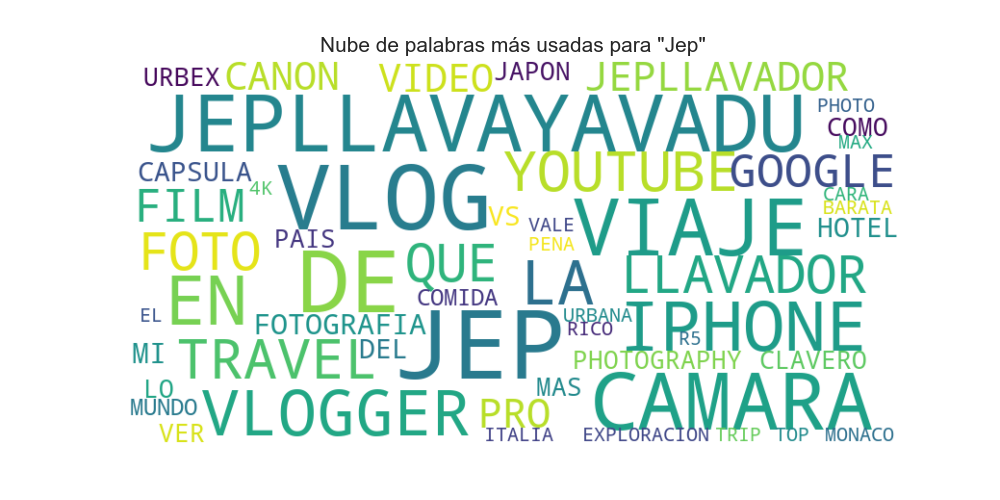 Nube de palabras más usadas para "Jep"
URBEX CANON VIDEO JAPON JEPLLAVADOR
JEPLLAVAYAVADU PHOTO
COMO
MAX
CAPSULA 4K VLOG YOUTUBE GOOGLE
FILM VS VIAJE CARA
BARATA
VALE HOTEL
FOTO PAIS QUE PENA
EN DE COMIDA LA LLAVADOR
EL FOTOGRAFIA JEP URBANA IPHONE
RICO
R5
MI TRAVEL DEL PHOTOGRAPHY CLAVERO
LO MAS CAMARA
MUNDO VLOGGER PRO
VER ITALIA EXPLORACION TRIP TOP MONACO